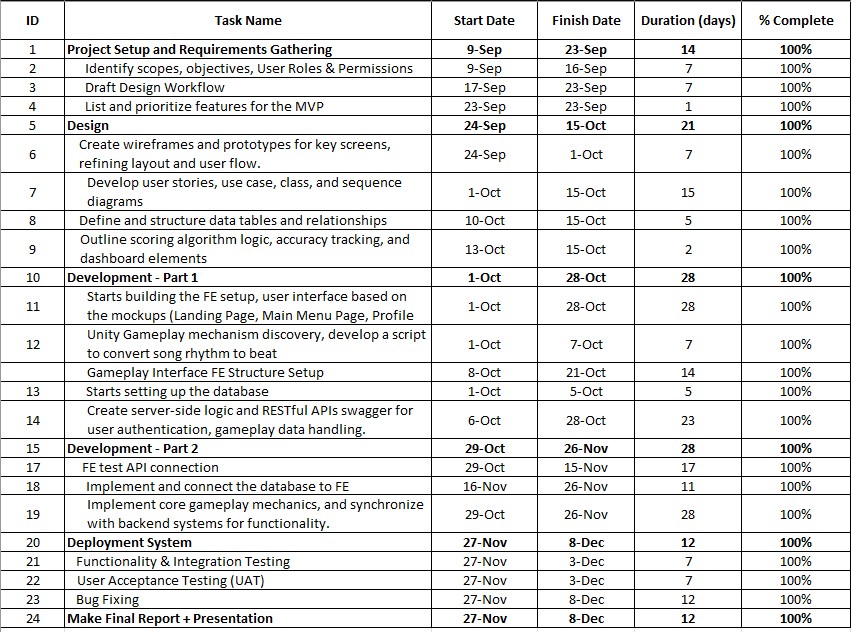 ID Task Name Start Date Finish Date Duration (days) % Complete
1 Project Setup and Requirements Gathering 9-Sep 23-Sep 14 100%
2 Identify scopes, objectives, User Roles & Permissions 9-Sep 16-Sep 7 100%
3 Draft Design Workflow 17-Sep 23-Sep 7 100%
4 List and prioritize features for the MVP 23-Sep 23-Sep 1 100%
5 Design 24-Sep 15-Oct 21 100%
Create wireframes and prototypes for key screens,
6 24-Sep 1-Oct 7 100%
refining layout and user flow.
Develop user stories, use case, class, and sequence
7 1-Oct 15-Oct 15 100%
diagrams
8 Define and structure data tables and relationships 10-Oct 15-Oct 5 100%
Outline scoring algorithm logic, accuracy tracking, and
9 13-Oct 15-Oct 2 100%
dashboard elements
10 Development - Part 1 1-Oct 28-Oct 28 100%
Starts building the FE setup, user interface based on
11 1-Oct 28-Oct 28 100%
the mockups (Landing Page, Main Menu Page, Profile
Unity Gameplay mechanism discovery, develop a script
12 1-Oct 7-Oct 7 100%
to convert song rhythm to beat
Gameplay Interface FE Structure Setup 8-Oct 21-Oct 14 100%
13 Starts setting up the database 1-Oct 5-Oct 5 100%
Create server-side logic and RESTful APIs swagger for
14 6-Oct 28-Oct 23 100%
user authentication, gameplay data handling.
15 Development - Part 2 29-Oct 26-Nov 28 100%
17 FE test API connection 29-Oct 15-Nov 17 100%
18 Implement and connect the database to FE 16-Nov 26-Nov 11 100%
Implement core gameplay mechanics, and synchronize
19 29-Oct 26-Nov 28 100%
with backend systems for functionality.
20 Deployment System 27-Nov 8-Dec 12 100%
21 Functionality & Integration Testing 27-Nov 3-Dec 7 100%
22 User Acceptance Testing (UAT) 27-Nov 3-Dec 7 100%
23 Bug Fixing 27-Nov 8-Dec 12 100%
24 Make Final Report + Presentation 27-Nov 8-Dec 12 100%